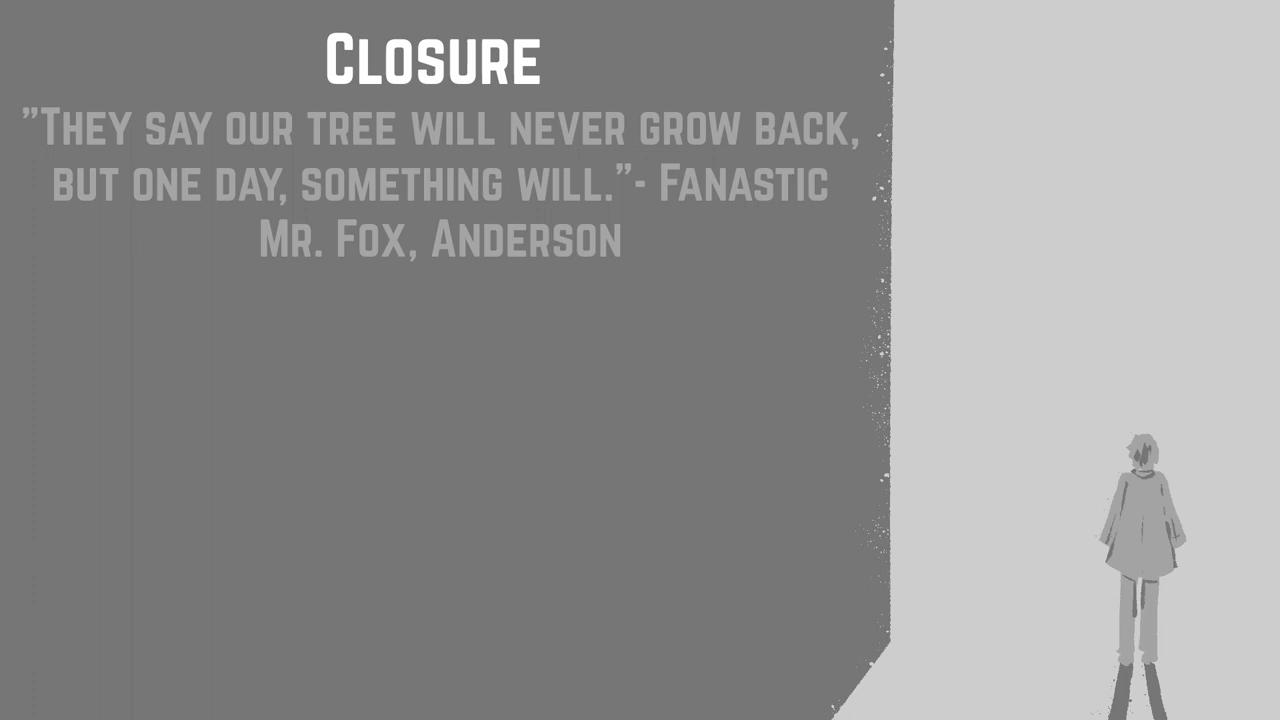 Closure
”They say our tree will never grow back,
but one day, something will.”- Fanastic
Mr. Fox, Anderson